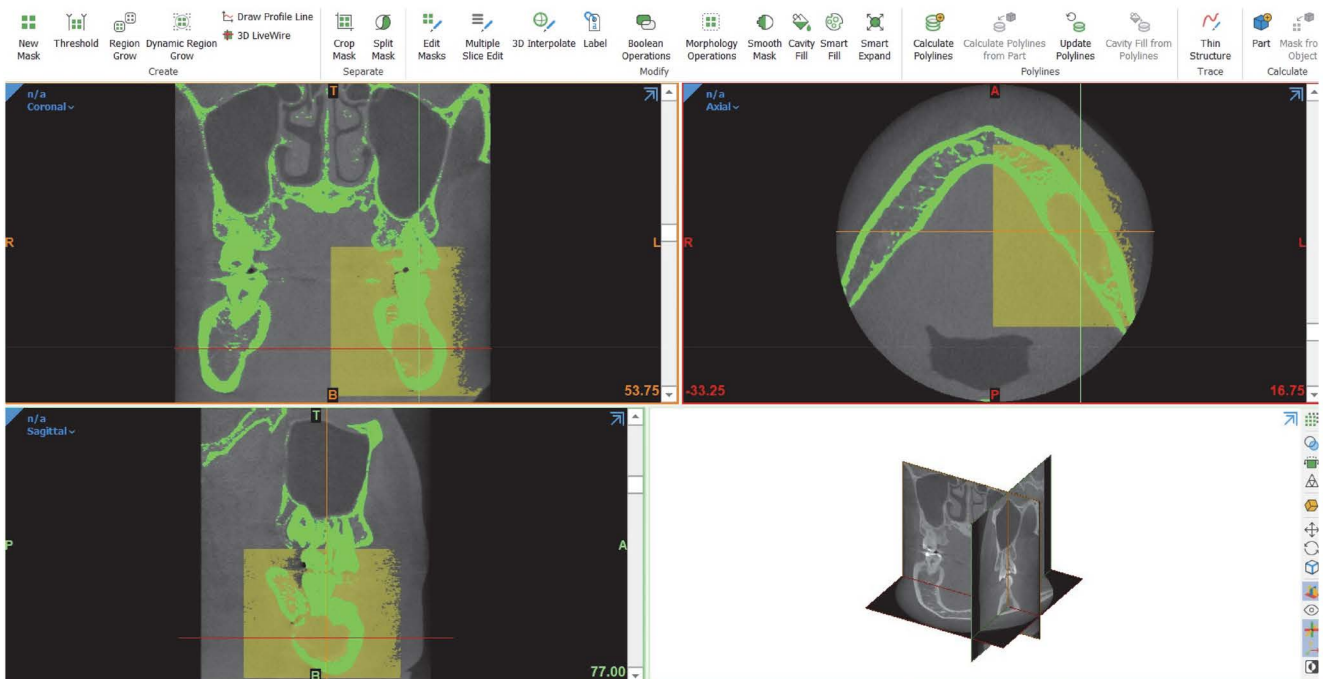 Draw Profile Line
3D LiveWire
New Mask
Threshold
Region Grow
Dynamic Region Grow
Crop Mask
Split Mask
Edit Masks
Multiple Slice Edit
3D Interpolate
Label
Boolean Operations
Morphology Operations
Smooth Mask
Cavity Fill
Smart Fill
Smart Expand
Calculate Polylines
Calculate Polylines from Part
Update Polylines
Cavity Fill from Polylines
Thin Structure
Part
Mask from Object
Create
Separate
Modify
Polylines
Trace
Calculate
n/a
Coronal
T
R
L
B
53.75
n/a
Axial
A
R
L
-33.25
P
16.75
n/a
Sagittal
T
P
A
B
77.00